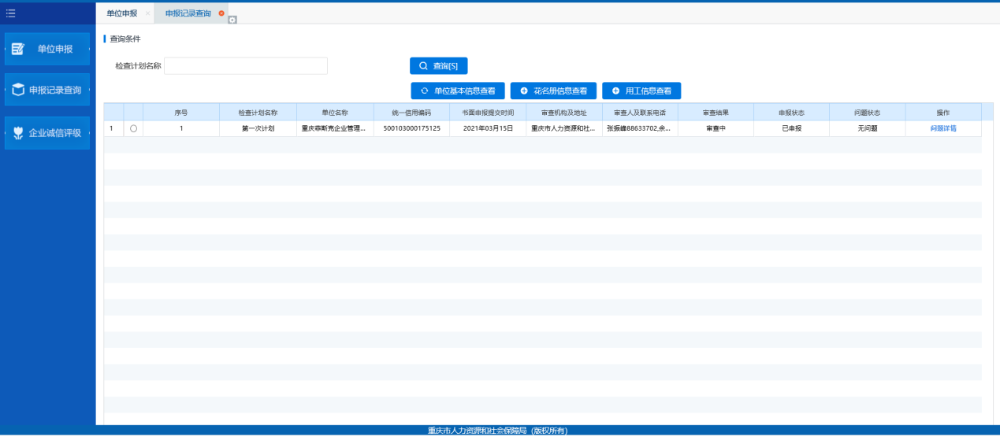 单位申报 × 申报记录查询
单位申报
申报记录查询
企业诚信评级
查询条件
检查计划名称
查询[S]
单位基本信息查看 花名册信息查看 用工信息查看
序号 检查计划名称 单位名称 统一信用编码 书面申报提交时间 审查机构及地址 审查人及联系电话 审查结果 申报状态 问题状态 操作
1 1 第一次计划 重庆菲斯克企业管理... 500103000175125 2021年03月15日 重庆市人力资源和社... 张振峰88633702,余... 审查中 已申报 无问题 问题详情
重庆市人力资源和社会保障局 (版权所有)